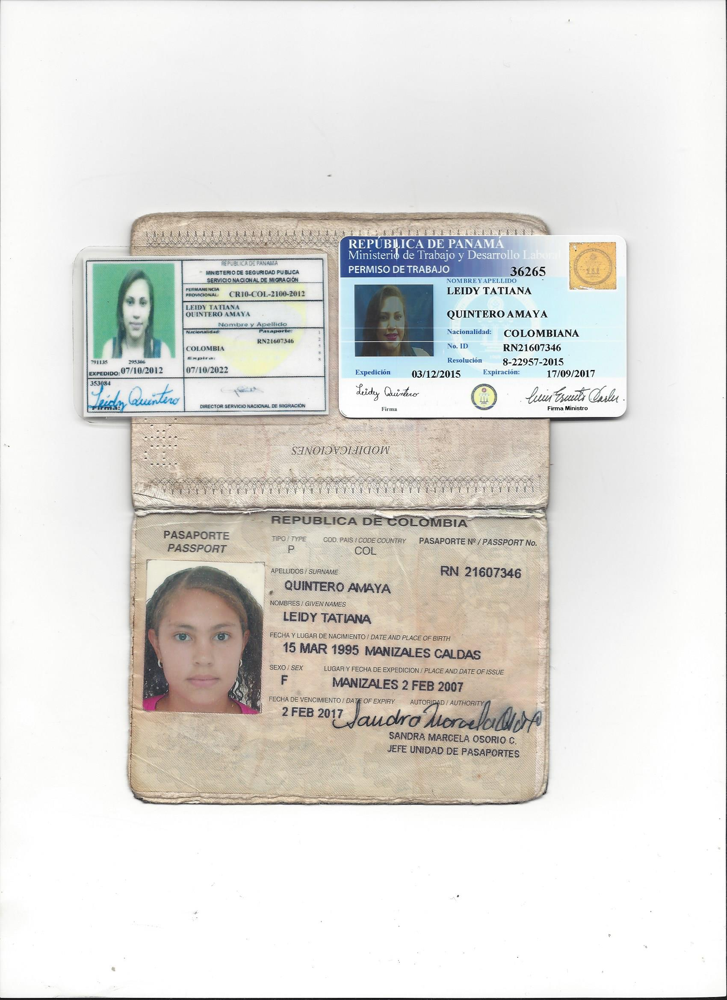 REPUBLICA DE PANAMA
MINISTERIO DE SEGURIDAD PUBLICA
SERVICIO NACIONAL DE MIGRACIÓN
PERMANENCIA
PROVICIONAL: CR10-COL-2100-2012
LEIDY TATIANA
QUINTERO AMAYA
Nombre y Apellido
Nacionalidad: Pasaporte:
RN21607346
COLOMBIA
Expira:
07/10/2022
12588
791135 295306
EXPEDIDO: 07/10/2012
353084
Leidy Quintero
Firma:
DIRECTOR SERVICIO NACIONAL DE MIGRACIÓN
REPÚBLICA DE PANAMÁ
Ministerio de Trabajo y Desarrollo Laboral
PERMISO DE TRABAJO 36265
NOMBRE Y APELLIDO
LEIDY TATIANA
QUINTERO AMAYA
Nacionalidad: COLOMBIANA
No. ID RN21607346
Resolución 8-22957-2015
Expedición 03/12/2015 Expiración: 17/09/2017
Leidy Quintero
Firma
Firma Ministro
MODIFICACIONES
REPUBLICA DE COLOMBIA
PASAPORTE
PASSPORT
TIPO / TYPE COD. PAIS / CODE COUNTRY PASAPORTE Nº / PASSPORT No.
P COL
RN 21607346
APELLIDOS / SURNAME
QUINTERO AMAYA
NOMBRES / GIVEN NAMES
LEIDY TATIANA
FECHA Y LUGAR DE NACIMIENTO / DATE AND PLACE OF BIRTH
15 MAR 1995 MANIZALES CALDAS
SEXO / SEX LUGAR Y FECHA DE EXPEDICION / PLACE AND DATE OF ISSUE
F MANIZALES 2 FEB 2007
FECHA DE VENCIMIENTO / DATE OF EXPIRY AUTORIDAD / AUTHORITY
2 FEB 2017
Sandra Marcela Osorio
SANDRA MARCELA OSORIO C.
JEFE UNIDAD DE PASAPORTES